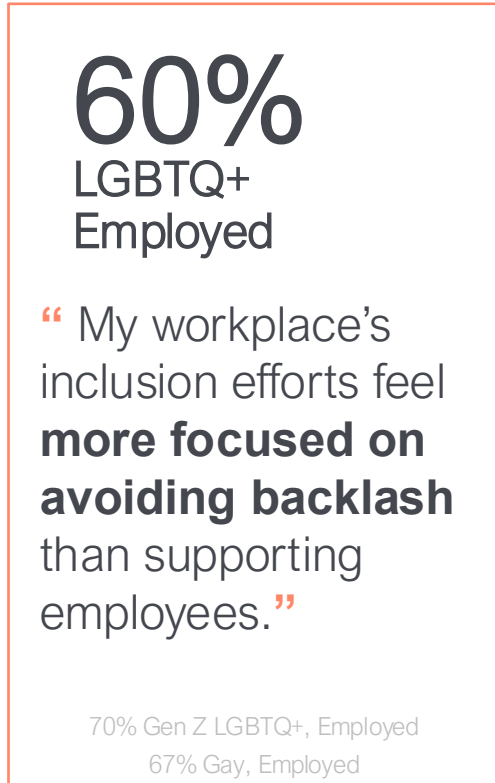 60%
LGBTQ+
Employed
“ My workplace’s
inclusion efforts feel
more focused on
avoiding backlash
than supporting
employees.”
70% Gen Z LGBTQ+, Employed
67% Gay, Employed